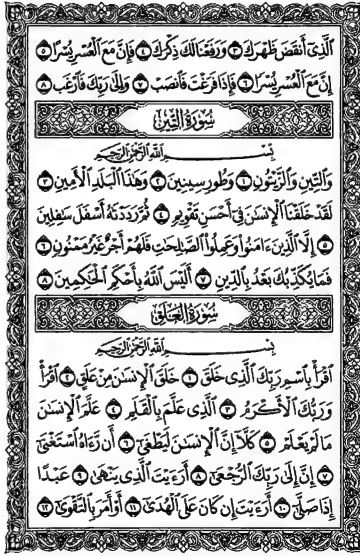 ٱلَّذِىٓ أَنقَضَ ظَهْرَكَ ٣ وَرَفَعْنَا لَكَ ذِكْرَكَ ٤ فَإِنَّ مَعَ ٱلْعُسْرِ يُسْرًا ٥
إِنَّ مَعَ ٱلْعُسْرِ يُسْرًا ٦ فَإِذَا فَرَغْتَ فَٱنصَبْ ٧ وَإِلَىٰ رَبِّكَ فَٱرْغَب ٨
سُورَةُ التِّينِ
بِسْمِ ٱللَّهِ ٱلرَّحْمَٰنِ ٱلرَّحِيمِ
وَٱلتِّينِ وَٱلزَّيْتُونِ ١ وَطُورِ سِينِينَ ٢ وَهَٰذَا ٱلْبَلَدِ ٱلْأَمِينِ ٣
لَقَدْ خَلَقْنَا ٱلْإِنسَٰنَ فِىٓ أَحْسَنِ تَقْوِيمٍ ٤ ثُمَّ رَدَدْنَٰهُ أَسْفَلَ سَٰفِلِينَ
٥ إِلَّا ٱلَّذِينَ ءَامَنُوا۟ وَعَمِلُوا۟ ٱلصَّٰلِحَٰتِ فَلَهُمْ أَجْرٌ غَيْرُ مَمْنُونٍ ٦
فَمَا يُكَذِّبُكَ بَعْدُ بِٱلدِّينِ ٧ أَلَيْسَ ٱللَّهُ بِأَحْكَمِ ٱلْحَٰكِمِينَ ٨
سُورَةُ العَلَقِ
بِسْمِ ٱللَّهِ ٱلرَّحْمَٰنِ ٱلرَّحِيمِ
ٱقْرَأْ بِٱسْمِ رَبِّكَ ٱلَّذِى خَلَقَ ١ خَلَقَ ٱلْإِنسَٰنَ مِنْ عَلَقٍ ٢ ٱقْرَأْ
وَرَبُّكَ ٱلْأَكْرَمُ ٣ ٱلَّذِى عَلَّمَ بِٱلْقَلَمِ ٤ عَلَّمَ ٱلْإِنسَٰنَ
مَا لَمْ يَعْلَمْ ٥ كَلَّآ إِنَّ ٱلْإِنسَٰنَ لَيَطْغَىٰٓ ٦ أَن رَّءَاهُ ٱسْتَغْنَىٰٓ
٧ إِنَّ إِلَىٰ رَبِّكَ ٱلرُّجْعَىٰٓ ٨ أَرَءَيْتَ ٱلَّذِى يَنْهَىٰ ٩ عَبْدًا
إِذَا صَلَّىٰٓ ١٠ أَرَءَيْتَ إِن كَانَ عَلَى ٱلْهُدَىٰٓ ١١ أَوْ أَمَرَ بِٱلتَّقْوَىٰٓ ١٢